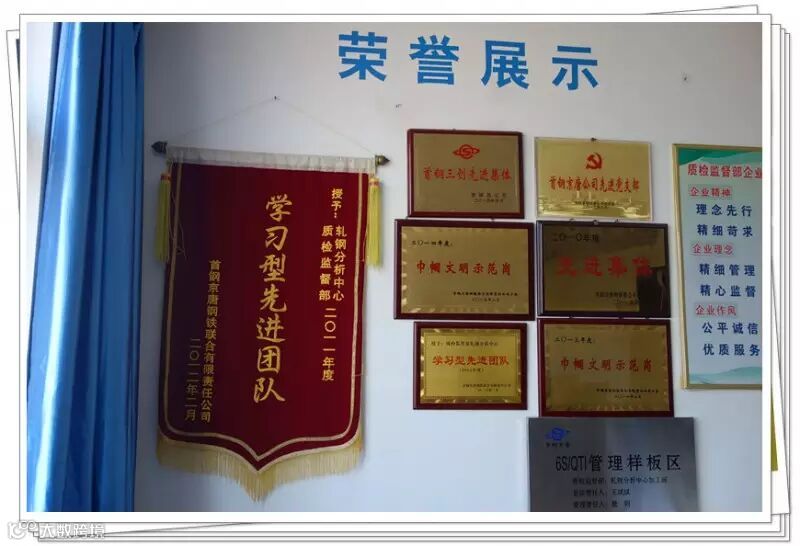 荣誉展示
授予：轧钢分析中心
质检监督部 二〇一一年度
学习型先进团队
首钢京唐钢铁联合有限责任公司
二〇一二年二月
首钢三创先进集体
首钢京唐公司先进党支部
二〇一四年度：
巾帼文明示范岗
二〇一〇年度
先进集体
学习型先进团队
二〇一三年度：
巾帼文明示范岗
6S/QTI管理样板区
质检监督部企业
企业精神
理念先行
精细苛求
企业理念
精细管理
精心监督
企业作风
公平诚信
优质服务
大数跨境